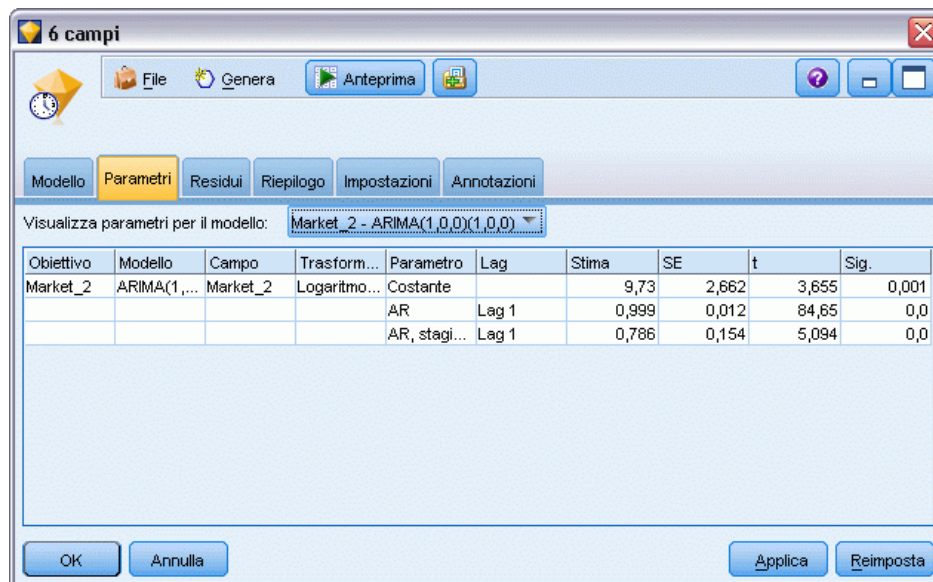 6 campi
File Genera Anteprima
Modello Parametri Residui Riepilogo Impostazioni Annotazioni
Visualizza parametri per il modello: Market_2 - ARIMA(1,0,0)(1,0,0)
Obiettivo Modello Campo Trasform... Parametro Lag Stima SE t Sig.
Market_2 ARIMA(1,... Market_2 Logaritmo... Costante 9,73 2,662 3,655 0,001
AR Lag 1 0,999 0,012 84,65 0,0
AR, stagi... Lag 1 0,786 0,154 5,094 0,0
OK Annulla Applica Reimposta